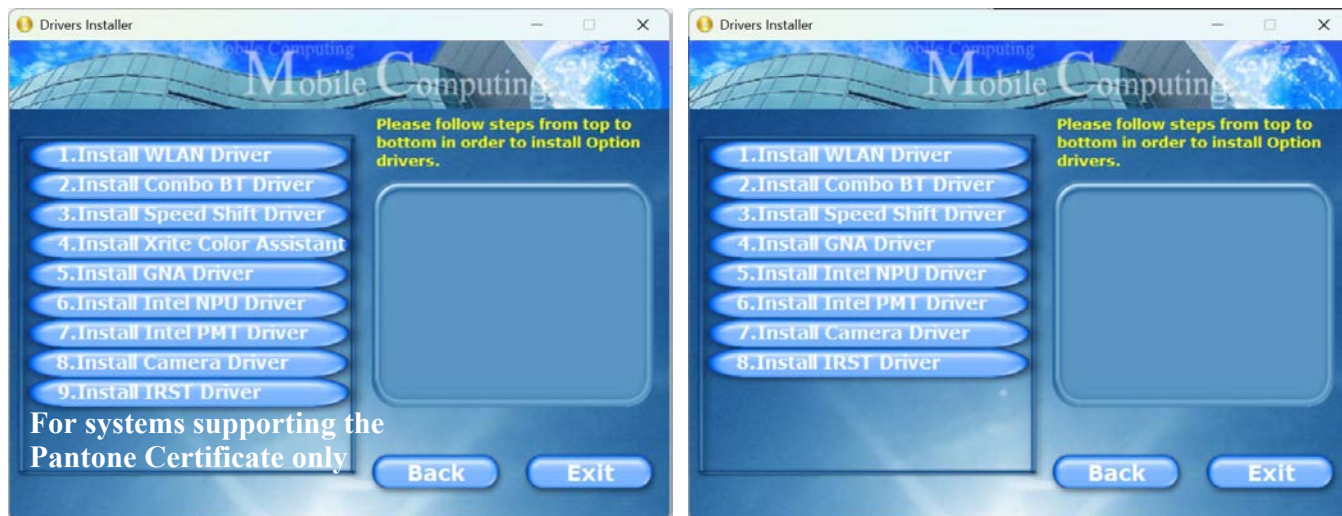 Drivers Installer
Mobile Computing
Mobile Computing
Please follow steps from top to
bottom in order to install Option
drivers.
1.Install WLAN Driver
2.Install Combo BT Driver
3.Install Speed Shift Driver
4.Install Xrite Color Assistant
5.Install GNA Driver
6.Install Intel NPU Driver
7.Install Intel PMT Driver
8.Install Camera Driver
9.Install IRST Driver
For systems supporting the
Pantone Certificate only
Back
Exit
Drivers Installer
Mobile Computing
Mobile Computing
Please follow steps from top to
bottom in order to install Option
drivers.
1.Install WLAN Driver
2.Install Combo BT Driver
3.Install Speed Shift Driver
4.Install GNA Driver
5.Install Intel NPU Driver
6.Install Intel PMT Driver
7.Install Camera Driver
8.Install IRST Driver
Back
Exit